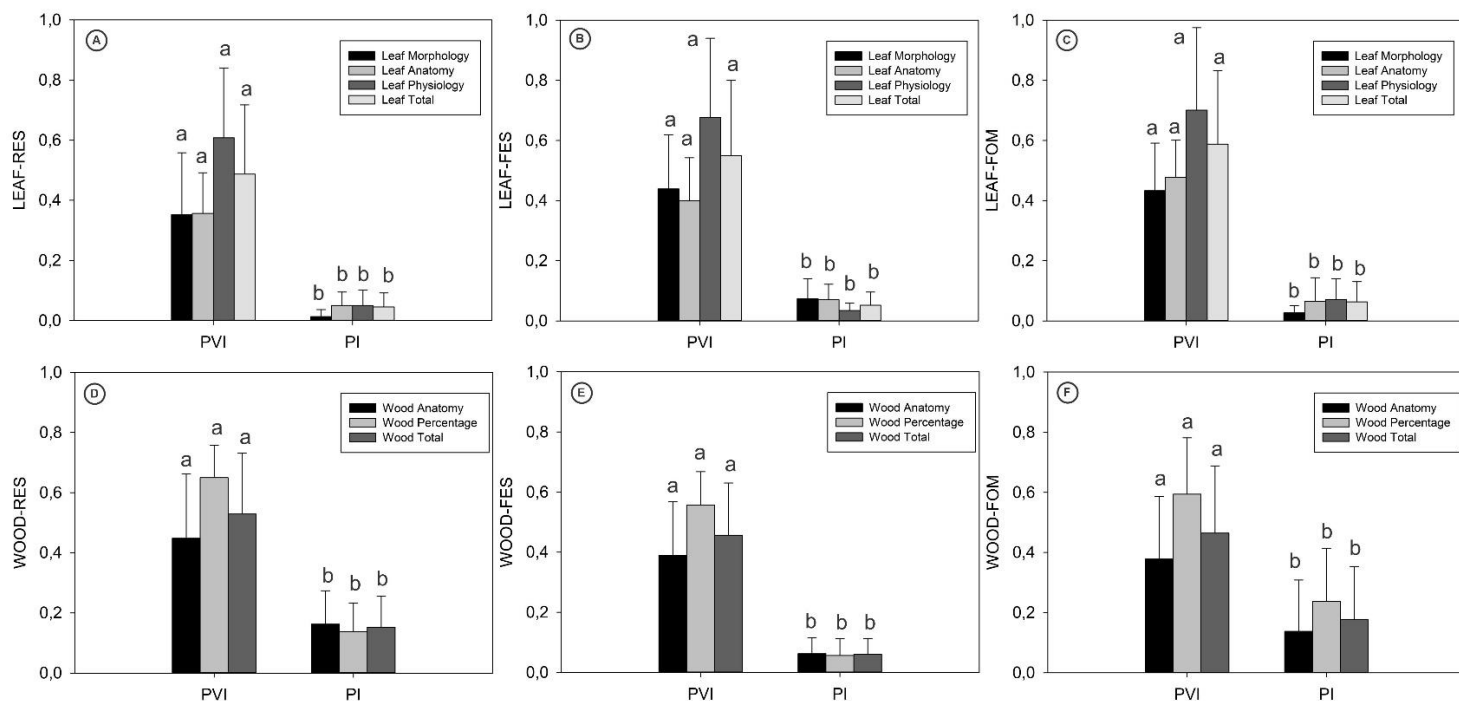 A
LEAF-RES
1,0
0,8
0,6
0,4
0,2
0,0
a
a
a
a
b
b
b
b
PVI
PI
Leaf Morphology
Leaf Anatomy
Leaf Physiology
Leaf Total
B
LEAF-FES
1,0
0,8
0,6
0,4
0,2
0,0
a
a
a
a
b
b
b
b
PVI
PI
Leaf Morphology
Leaf Anatomy
Leaf Physiology
Leaf Total
C
LEAF-FOM
1,0
0,8
0,6
0,4
0,2
0,0
a
a
a
a
b
b
b
b
PVI
PI
Leaf Morphology
Leaf Anatomy
Leaf Physiology
Leaf Total
D
WOOD-RES
1,0
0,8
0,6
0,4
0,2
0,0
a
a
a
b
b
b
PVI
PI
Wood Anatomy
Wood Percentage
Wood Total
E
WOOD-FES
1,0
0,8
0,6
0,4
0,2
0,0
a
a
a
b
b
b
PVI
PI
Wood Anatomy
Wood Percentage
Wood Total
F
WOOD-FOM
1,0
0,8
0,6
0,4
0,2
0,0
a
a
a
b
b
b
PVI
PI
Wood Anatomy
Wood Percentage
Wood Total